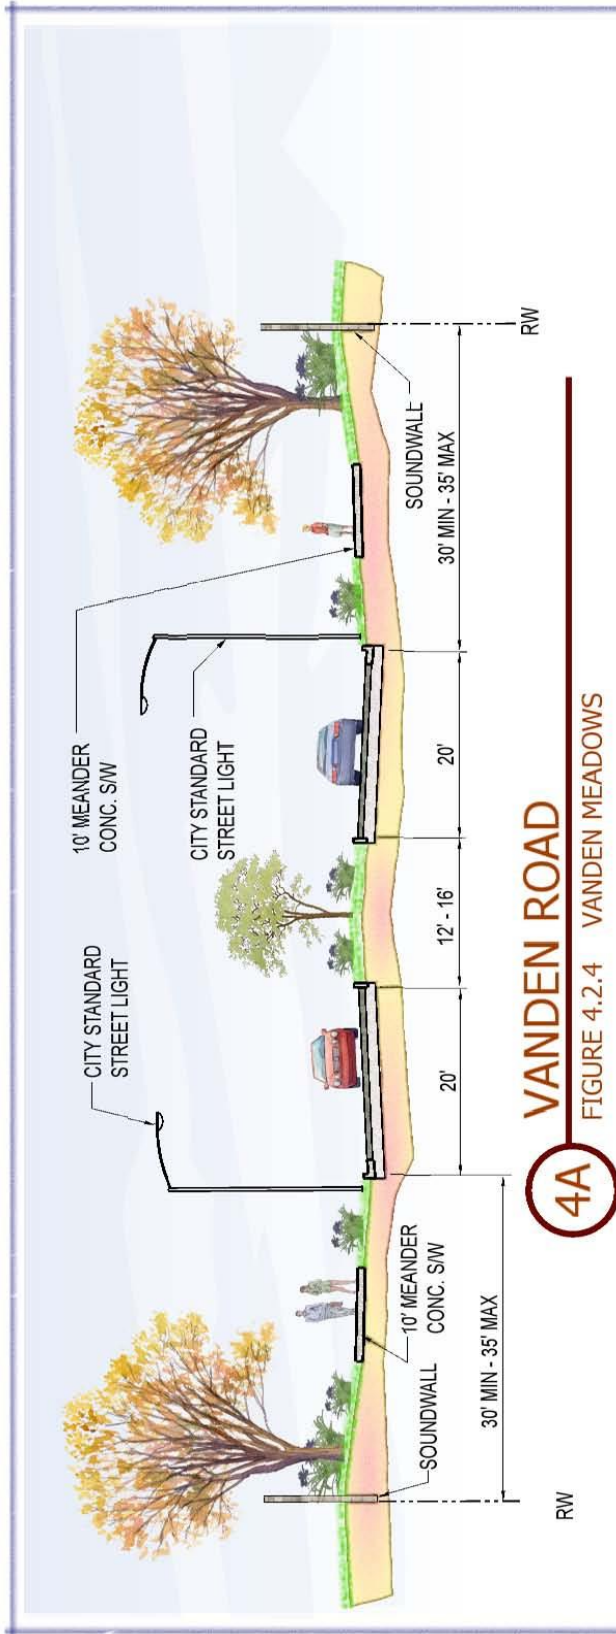 CITY STANDARD
STREET LIGHT
10' MEANDER
CONC. S/W
CITY STANDARD
STREET LIGHT
SOUNDWALL
10' MEANDER
CONC. S/W
SOUNDWALL
30' MIN - 35' MAX
20'
12' - 16'
20'
30' MIN - 35' MAX
RW
RW
4A
VANDEN ROAD
FIGURE 4.2.4 VANDEN MEADOWS